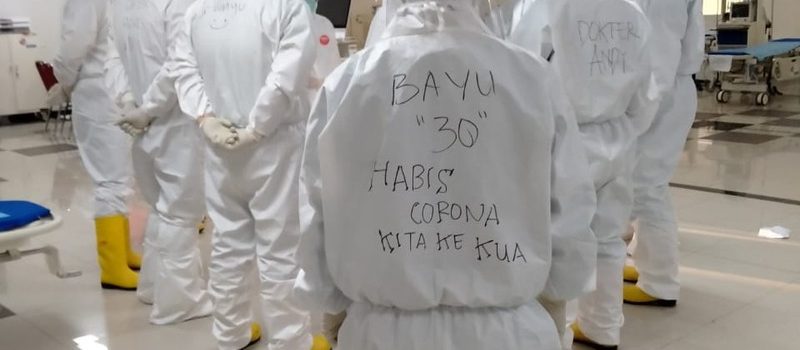 BAYU
"30"
HABIS
CORONA
KITA KE KUA
DOKTER
ANDI